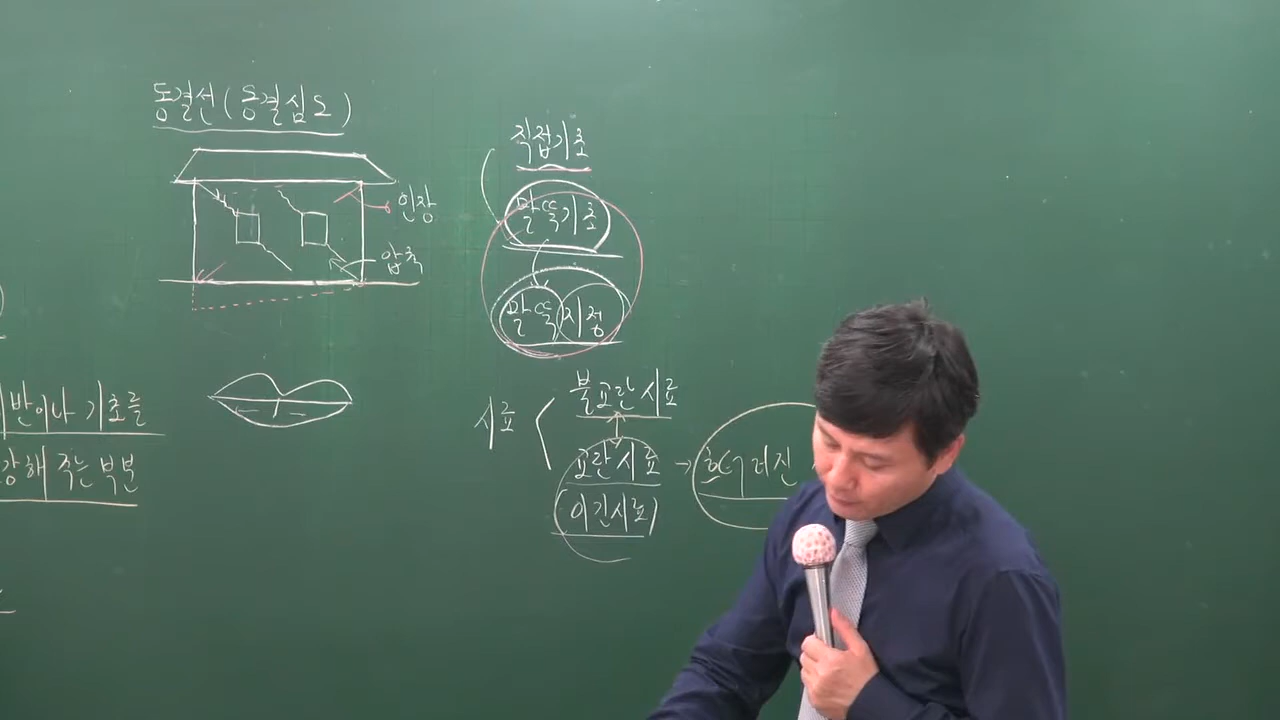 동결선(동결심도)
인장
압축
직접기초
말뚝기초
말뚝 지정
시료
불교란시료
교란시료 → 흐트러진
(이긴시료)
반이나 기초를
강해 주는 부분